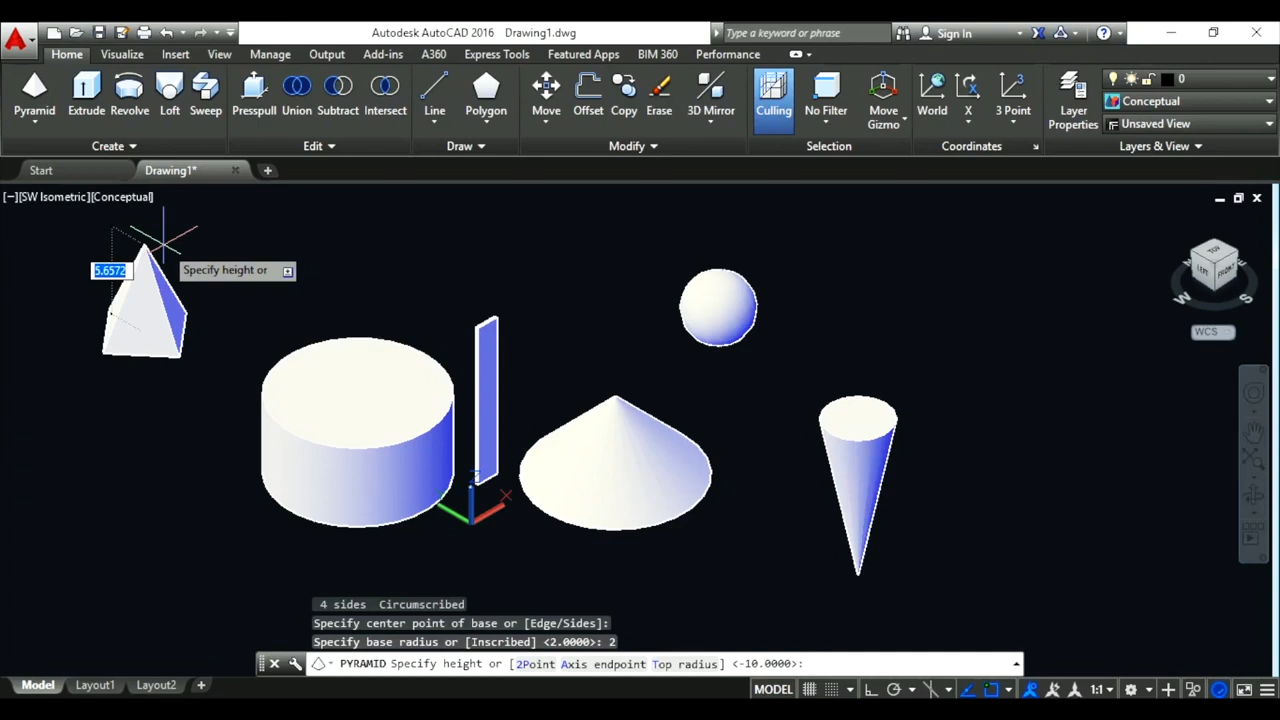 Autodesk AutoCAD 2016 Drawing1.dwg
Type a keyword or phrase
Sign In
Home Visualize Insert View Manage Output Add-ins A360 Express Tools Featured Apps BIM 360 Performance
Pyramid Extrude Revolve Loft Sweep Presspull Union Subtract Intersect Line Polygon Move Offset Copy Erase 3D Mirror Culling No Filter Move Gizmo World X 3 Point Layer Properties
0
Conceptual
Unsaved View
Create Edit Draw Modify Selection Coordinates Layers & View
Start Drawing1*
[−][SW Isometric][Conceptual]
5.6572 Specify height or
TOP
LEFT FRONT
W S
WCS
X
4 sides Circumscribed
Specify center point of base or [Edge/Sides]:
Specify base radius or [Inscribed] <2.0000>: 2
PYRAMID Specify height or [2Point Axis endpoint Top radius] <-10.0000>:
Model Layout1 Layout2
MODEL 1:1